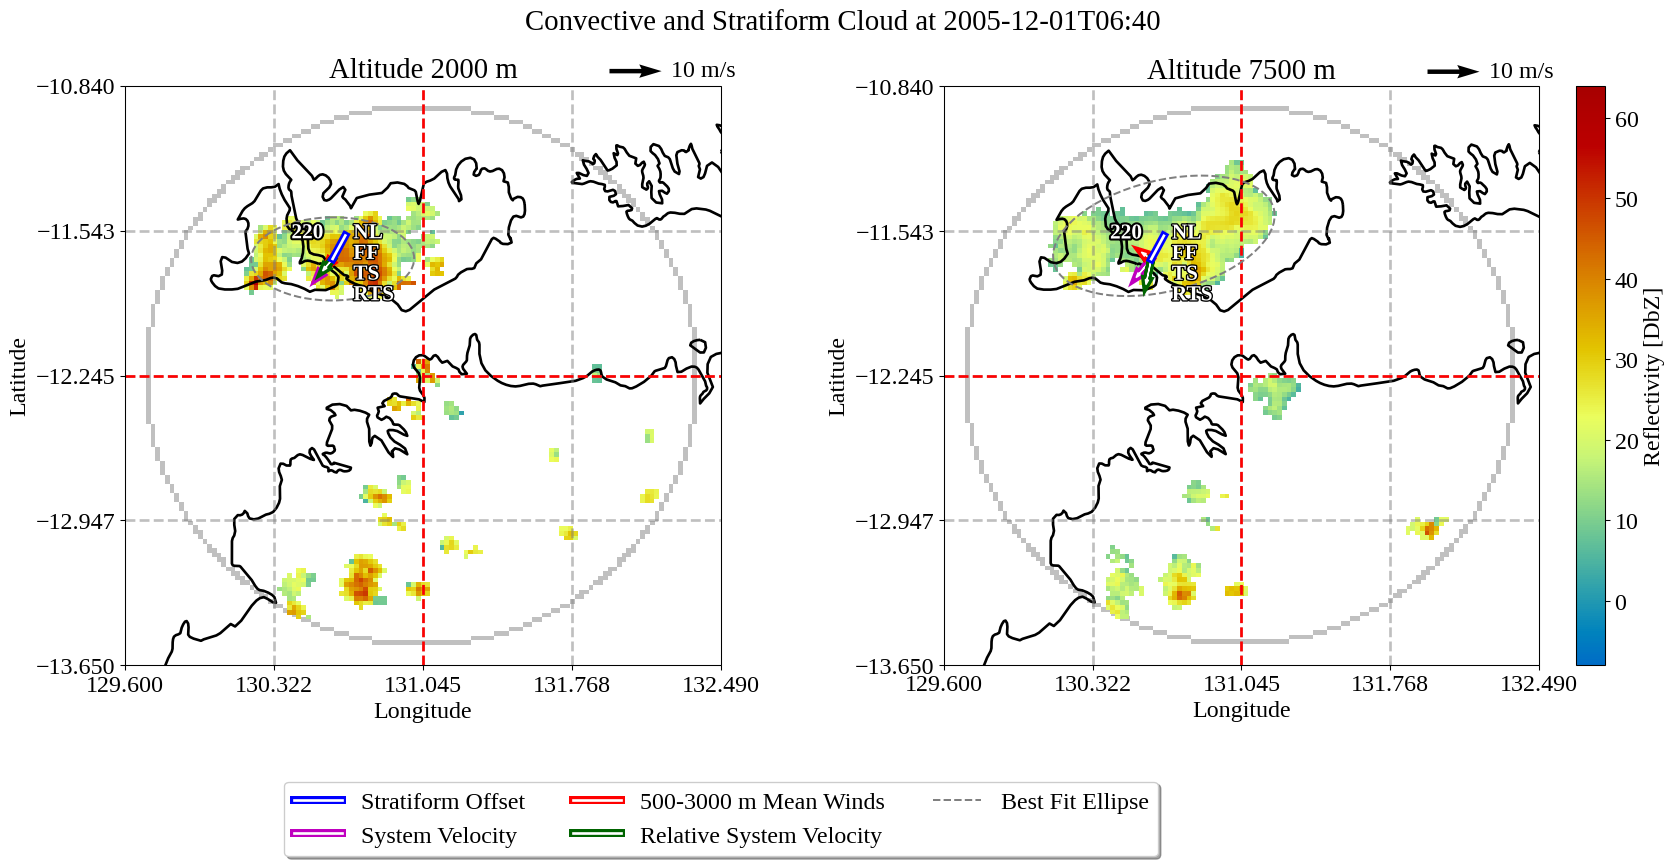 Convective and Stratiform Cloud at 2005-12-01T06:40
Altitude 2000 m
10 m/s
Altitude 7500 m
10 m/s
−10.840
−11.543
−12.245
−12.947
−13.650
Latitude
129.600
130.322
131.045
131.768
132.490
Longitude
220
NL
FF
TS
RTS
−10.840
−11.543
−12.245
−12.947
−13.650
Latitude
129.600
130.322
131.045
131.768
132.490
Longitude
220
NL
FF
TS
RTS
60
50
40
30
20
10
0
Reflectivity [DbZ]
Stratiform Offset
System Velocity
500-3000 m Mean Winds
Relative System Velocity
Best Fit Ellipse